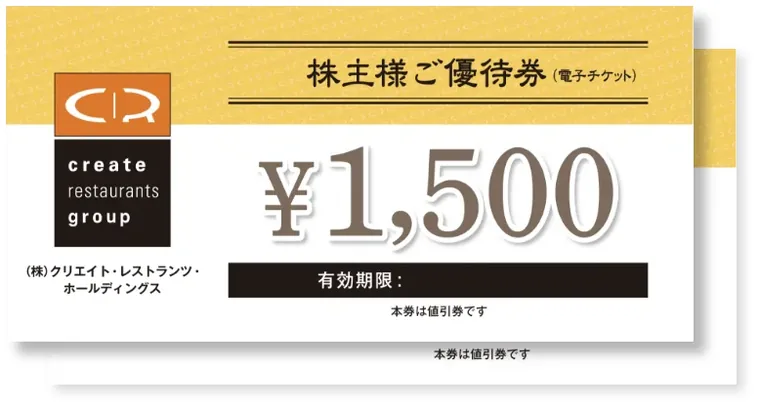 株主様ご優待券(電子チケット)
CR
create
restaurants
group
¥1,500
(株)クリエイト・レストランツ・
ホールディングス
有効期限:
本券は値引券です
本券は値引券です